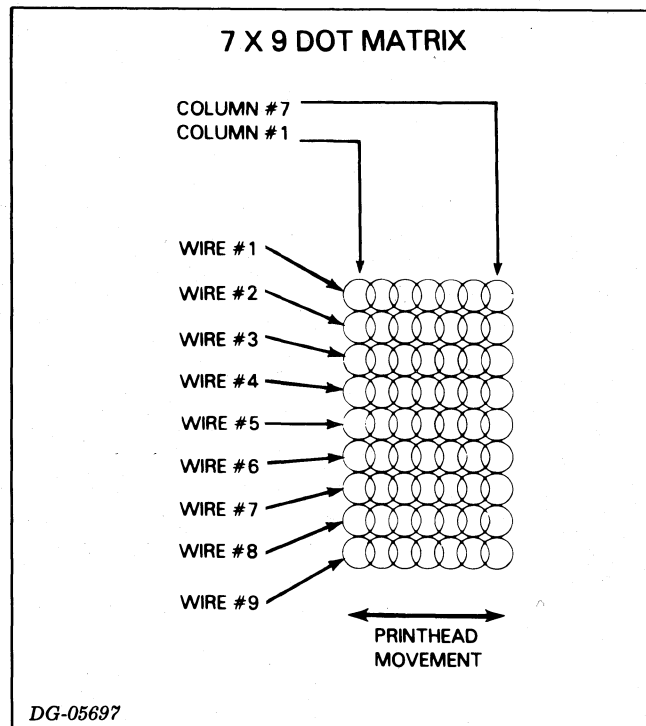 7 X 9 DOT MATRIX
COLUMN #7
COLUMN #1
WIRE #1
WIRE #2
WIRE #3
WIRE #4
WIRE #5
WIRE #6
WIRE #7
WIRE #8
WIRE #9
PRINTHEAD
MOVEMENT
DG-05697